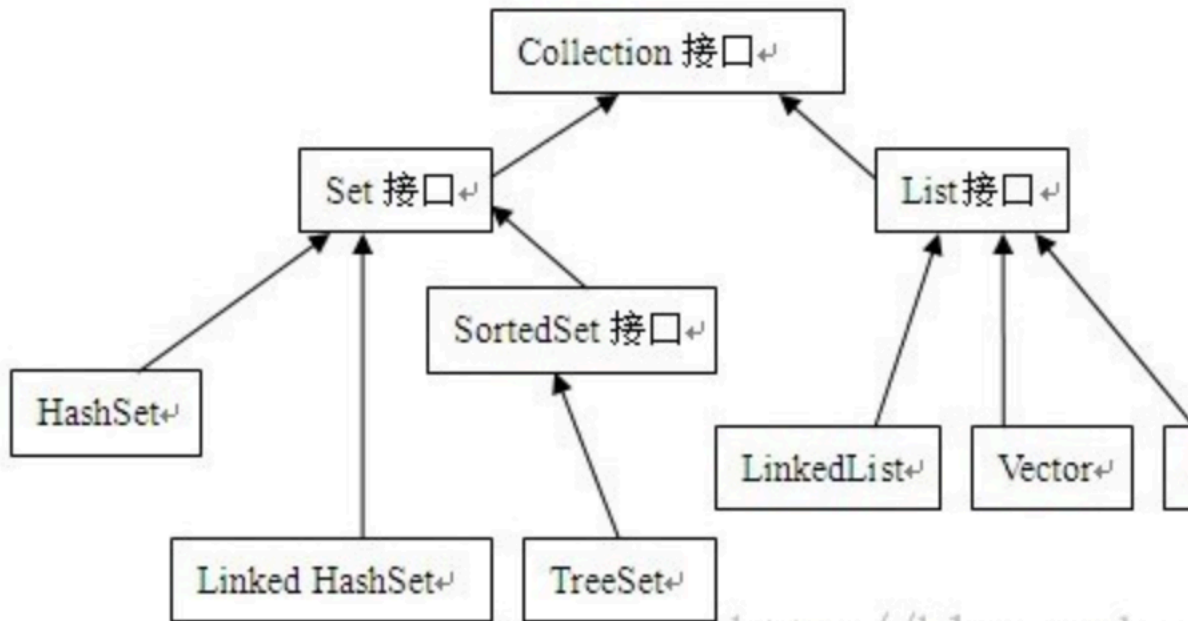 Collection 接口↵
Set 接口↵
List接口↵
SortedSet 接口↵
HashSet↵
LinkedList↵
Vector↵
Linked HashSet↵
TreeSet↵